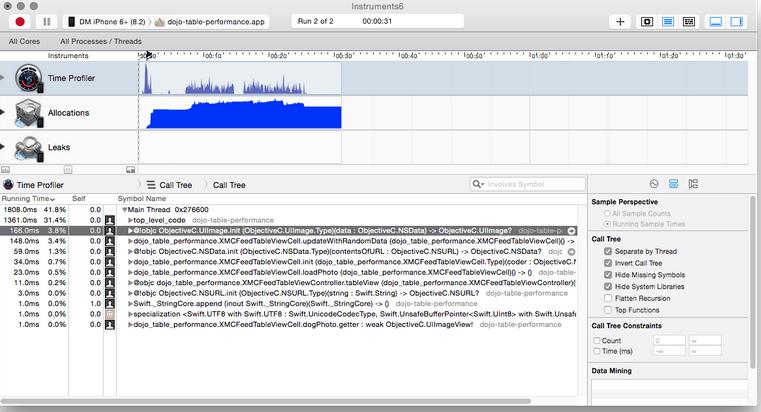 Instruments6
DM iPhone 6+ (8.2) dojo-table-performance.app
Run 2 of 2 00:00:31
All Cores All Processes / Threads
Instruments 00:10 00:20 00:30 00:40 00:50 01:00 01:10 01:20 01:30
Time Profiler
Allocations
Leaks
Time Profiler Call Tree Call Tree Involves Symbol
Running Time Self Symbol Name
1808.0ms 41.8% 0.0 Main Thread 0x276600
1361.0ms 31.4% 0.0 top_level_code dojo-table-performance
166.0ms 3.8% 0.0 @!objc ObjectiveC.UIImage.init (ObjectiveC.UIImage.Type)(data : ObjectiveC.NSData) -> ObjectiveC.UIImage? dojo-table-p
148.0ms 3.4% 0.0 dojo_table_performance.XMCFeedTableViewCell.updateWithRandomData (dojo_table_performance.XMCFeedTableViewCell)() ->
59.0ms 1.3% 0.0 @!objc ObjectiveC.NSData.init (ObjectiveC.NSData.Type)(contentsOfURL : ObjectiveC.NSURL) -> ObjectiveC.NSData?
34.0ms 0.7% 0.0 dojo_table_performance.XMCFeedTableViewCell.init (dojo_table_performance.XMCFeedTableViewCell.Type)(coder : ObjectiveC.N
23.0ms 0.5% 0.0 dojo_table_performance.XMCFeedTableViewCell.loadPhoto (dojo_table_performance.XMCFeedTableViewCell)() -> ()
11.0ms 0.2% 0.0 @objc dojo_table_performance.XMCFeedTableViewController.tableView (dojo_table_performance.XMCFeedTableViewController)(
3.0ms 0.0% 0.0 @!objc ObjectiveC.NSURL.init (ObjectiveC.NSURL.Type)(string : Swift.String) -> ObjectiveC.NSURL? dojo-table-performance
1.0ms 0.0% 1.0 Swift._StringCore.append (inout Swift._StringCore)(Swift._StringCore) -> () dojo-table-performance
1.0ms 0.0% 0.0 specialization <Swift.UTF8 with Swift.UTF8 : Swift.UnicodeCodecType, Swift.UnsafeBufferPointer<Swift.UInt8> with Swift.Unsafe
1.0ms 0.0% 0.0 dojo_table_performance.XMCFeedTableViewCell.dogPhoto.getter : weak ObjectiveC.UIImageView! dojo-table-performance
Sample Perspective
All Sample Counts
Running Sample Times
Call Tree
Separate by Thread
Invert Call Tree
Hide Missing Symbols
Hide System Libraries
Flatten Recursion
Top Functions
Call Tree Constraints
Count 0 ∞
Time (ms) -∞ ∞
Data Mining